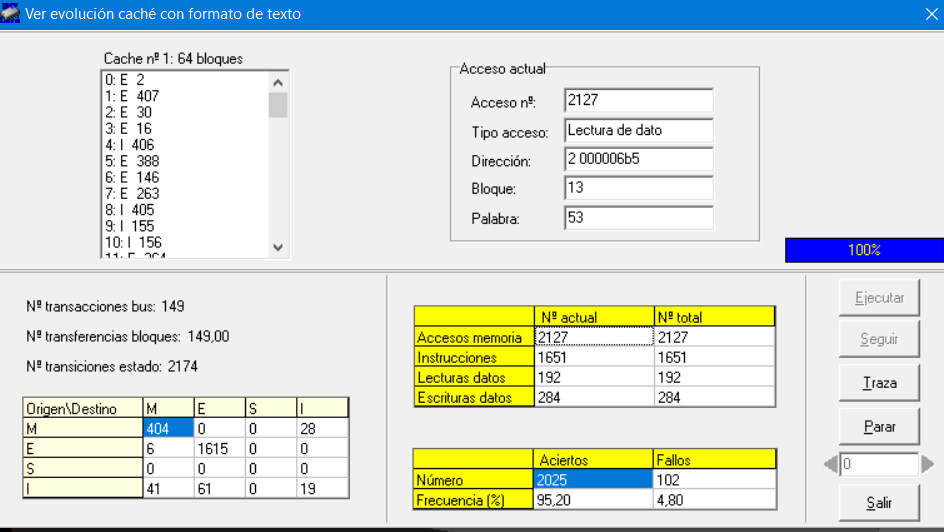 Ver evolución caché con formato de texto
Cache nº 1: 64 bloques
0: E 2
1: E 407
2: E 30
3: E 16
4: I 406
5: E 388
6: E 146
7: E 263
8: I 405
9: I 155
10: I 156
11: E 264
Acceso actual
Acceso nº: 2127
Tipo acceso: Lectura de dato
Dirección: 2 000006b5
Bloque: 13
Palabra: 53
100%
Nº transacciones bus: 149
Nº transferencias bloques: 149,00
Nº transiciones estado: 2174
Origen\Destino M E S I
M 404 0 0 28
E 6 1615 0 0
S 0 0 0 0
I 41 61 0 19
Nº actual Nº total
Accesos memoria 2127 2127
Instrucciones 1651 1651
Lecturas datos 192 192
Escrituras datos 284 284
Aciertos Fallos
Número 2025 102
Frecuencia (%) 95,20 4,80
Ejecutar
Seguir
Traza
Parar
0
Salir